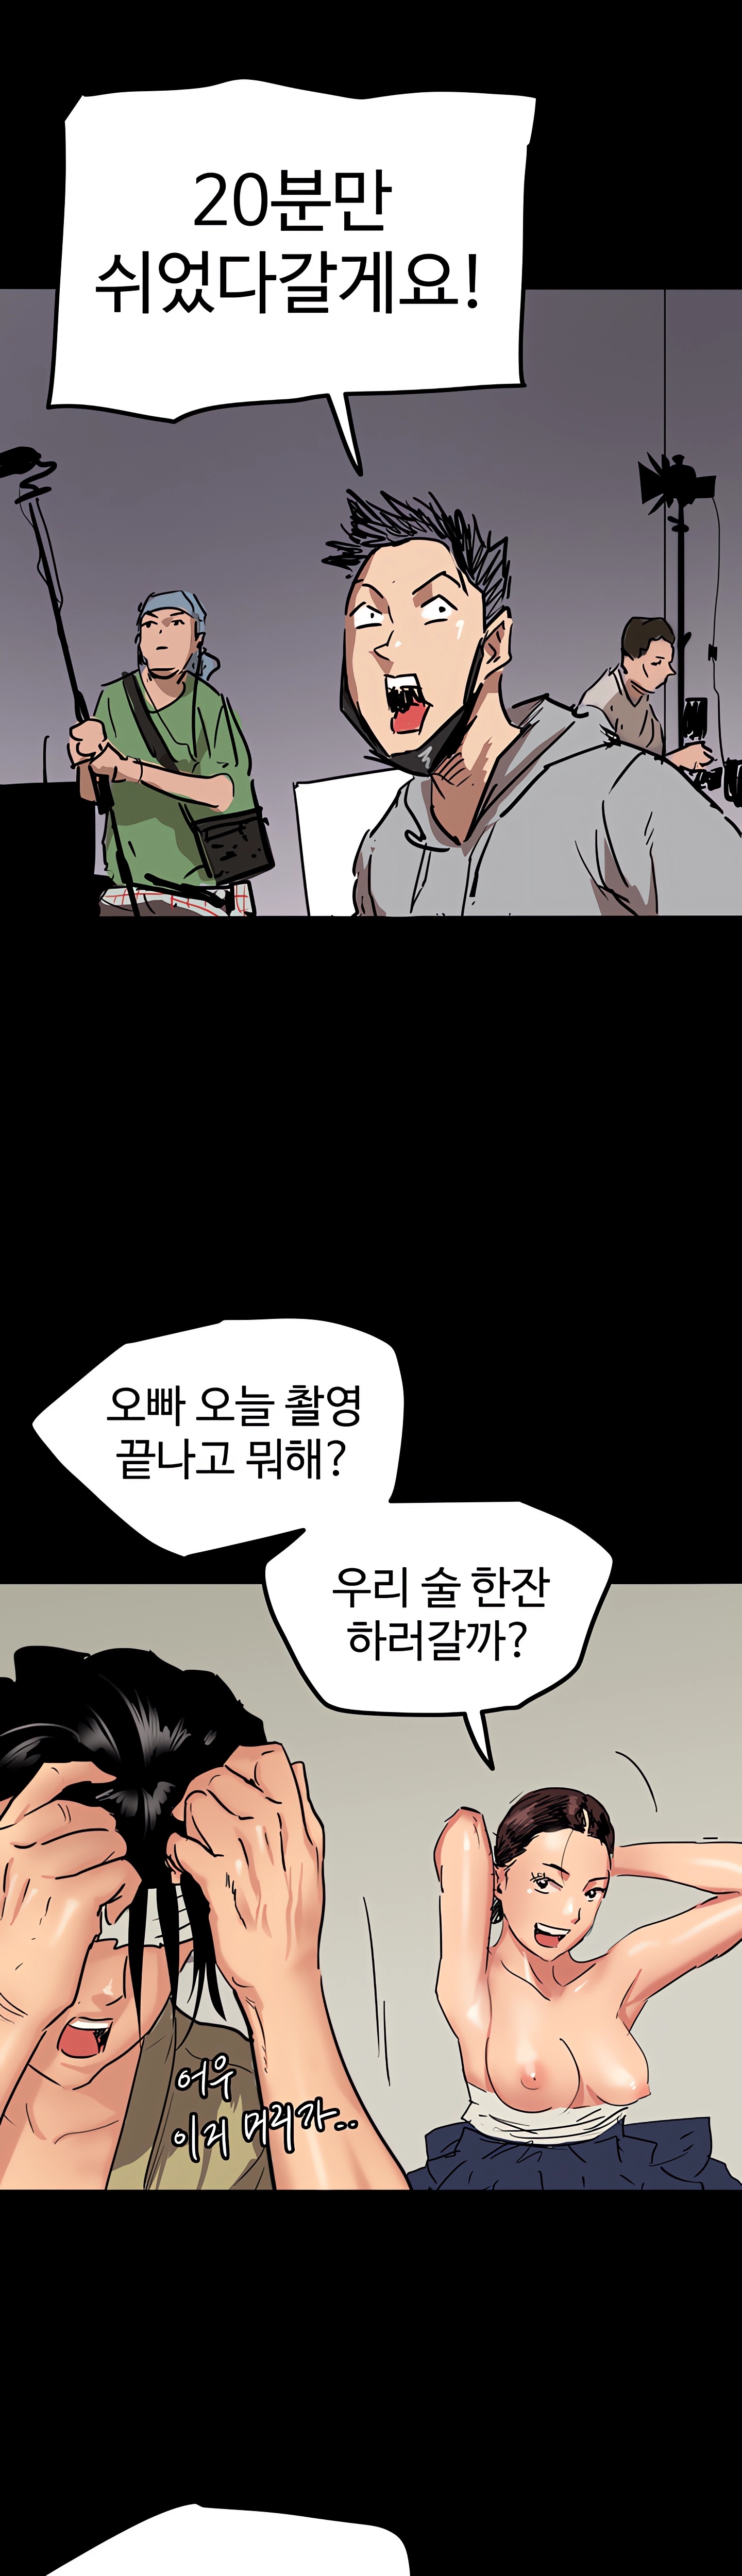 20분만
쉬었다갈게요!
오빠 오늘 촬영
끝나고 뭐해?
우리 술 한잔
하러갈까?
어우
이리 머리가..